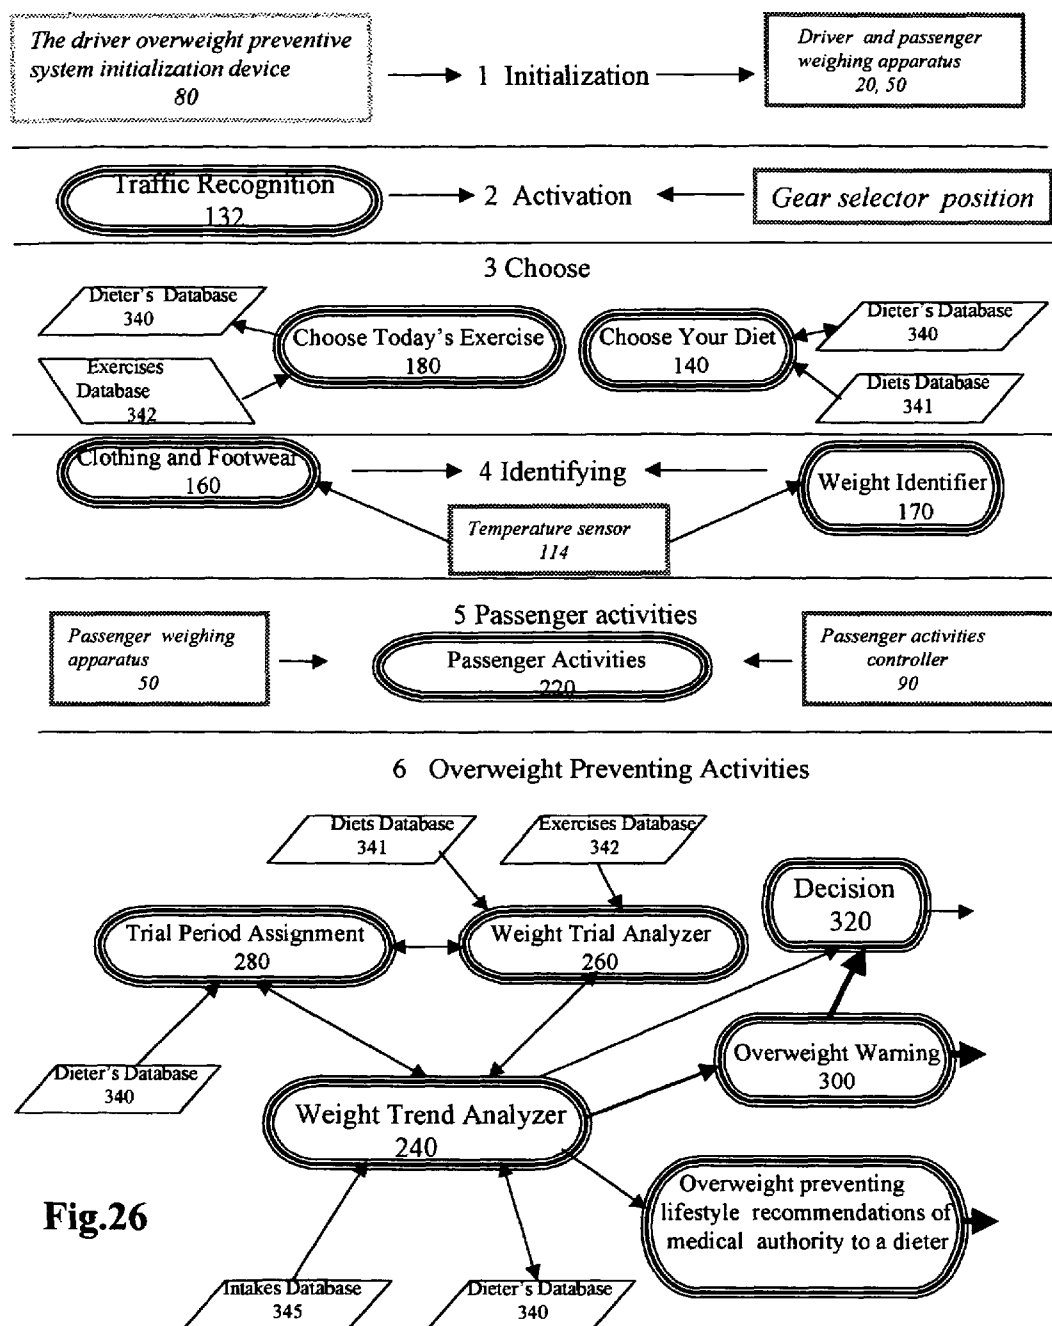 The driver overweight preventive
system initialization device
80
1 Initialization
Driver and passenger
weighing apparatus
20, 50
Traffic Recognition
132
2 Activation
Gear selector position
3 Choose
Dieter's Database
340
Exercises
Database
342
Choose Today's Exercise
180
Choose Your Diet
140
Dieter's Database
340
Diets Database
341
Clothing and Footwear
160
4 Identifying
Weight Identifier
170
Temperature sensor
114
5 Passenger activities
Passenger weighing
apparatus
50
Passenger Activities
220
Passenger activities
controller
90
6 Overweight Preventing Activities
Diets Database
341
Exercises Database
342
Decision
320
Trial Period Assignment
280
Weight Trial Analyzer
260
Overweight Warning
300
Dieter's Database
340
Weight Trend Analyzer
240
Overweight preventing
lifestyle recommendations of
medical authority to a dieter
Fig.26
Intakes Database
345
Dieter's Database
340